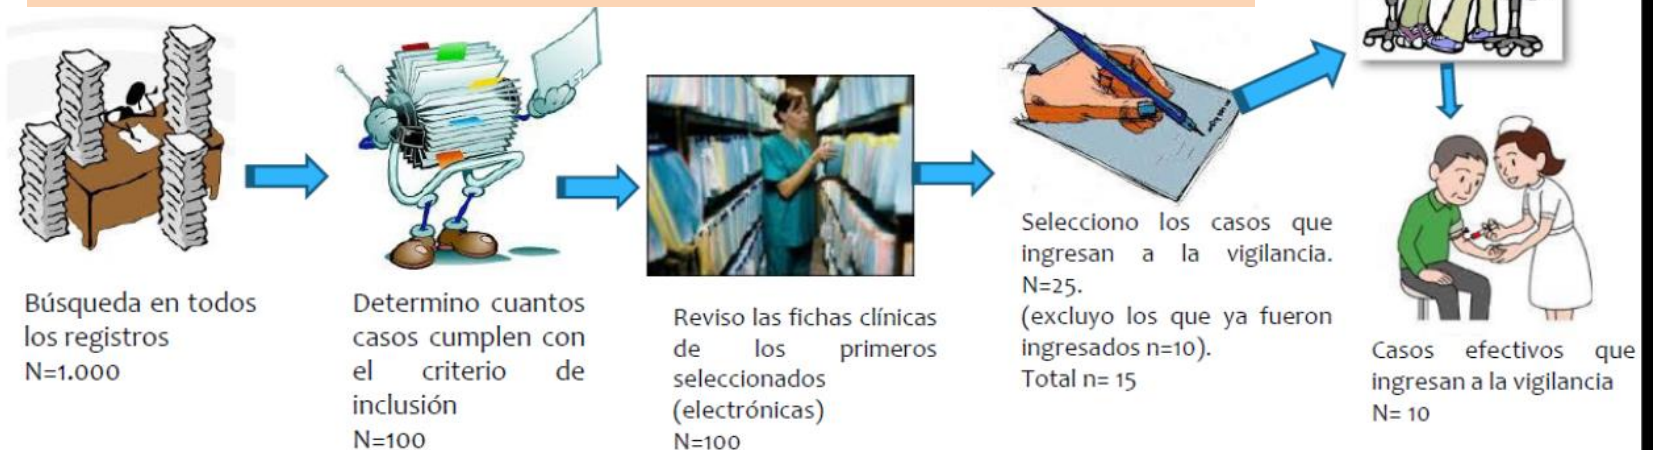 Búsqueda en todos
los registros
N=1.000
Determino cuantos
casos cumplen con
el criterio de
inclusión
N=100
Reviso las fichas clínicas
de los primeros
seleccionados
(electrónicas)
N=100
Selecciono los casos que
ingresan a la vigilancia.
N=25.
(excluyo los que ya fueron
ingresados n=10).
Total n= 15
Casos efectivos que
ingresan a la vigilancia
N= 10